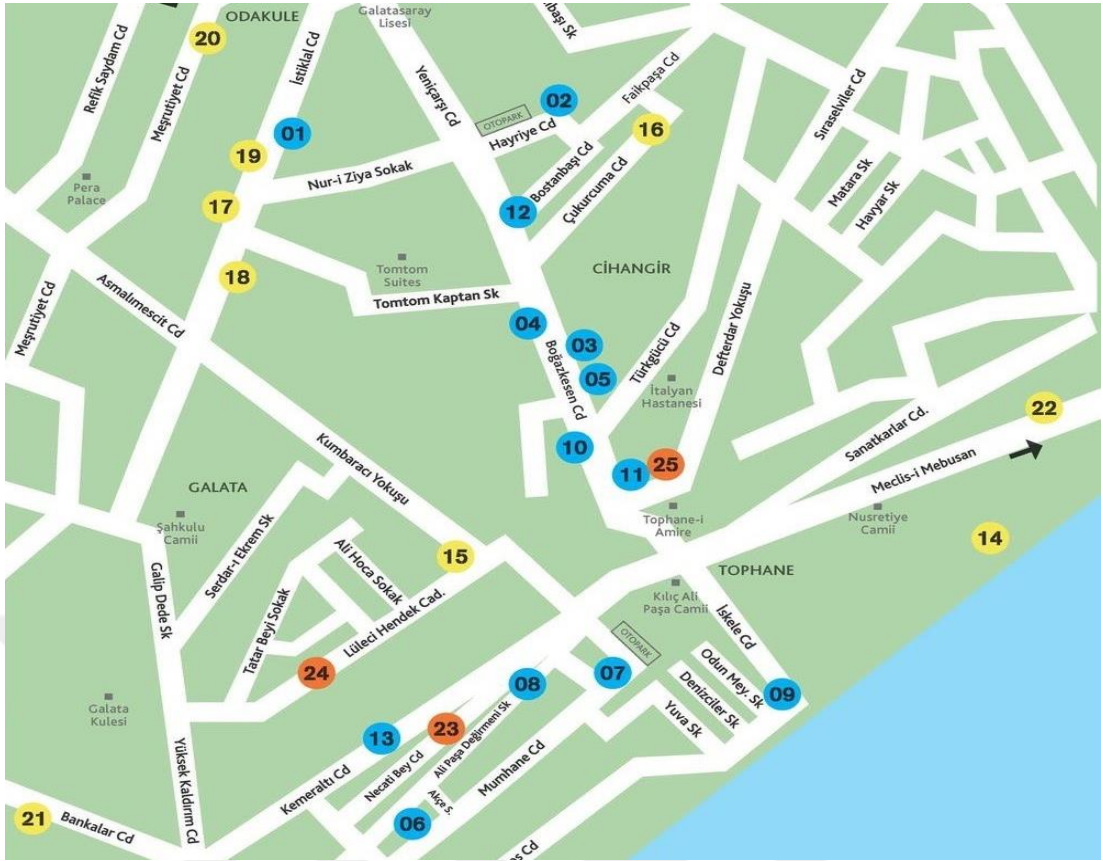 ODAKULE
Galatasaray
Lisesi
başı Sk
20
Refik Saydam Cd
Meşrutiyet Cd
İstiklal Cd
Yeniçarşı Cd
Faikpaşa Cd
Sıraselviler Cd
02
OTOPARK
Hayriye Cd
16
01
19
Nur-i Ziya Sokak
Bostanbaşı Cd
Çukurcuma Cd
Matara Sk
Havyar Sk
Pera
Palace
17
12
18
Tomtom
Suites
CİHANGİR
Tomtom Kaptan Sk
Meşrutiyet Cd
Asmalımescit Cd
04
03
05
Boğazkesen Cd
Türkgücü Cd
Defterdar Yokuşu
İtalyan
Hastanesi
22
Sanatkarlar Cd.
Meclis-i Mebusan
Kumbaracı Yokuşu
10
11
25
GALATA
Şahkulu
Camii
Tophane-i
Amire
Nusretiye
Camii
14
Serdar-ı Ekrem Sk
Galip Dede Sk
Ali Hoca Sokak
15
TOPHANE
Kılıç Ali
Paşa Camii
İskele Cd
Tatar Beyi Sokak
Lüleci Hendek Cad.
OTOPARK
24
08
07
Odun Mey. Sk
Denizciler Sk
Yuva Sk
09
Galata
Kulesi
13
23
Ali Paşa Değirmeni Sk
Necati Bey Cd
Yüksek Kaldırım Cd
Kemeraltı Cd
Mumhane Cd
Akçe S.
06
21
Bankalar Cd
os Cd